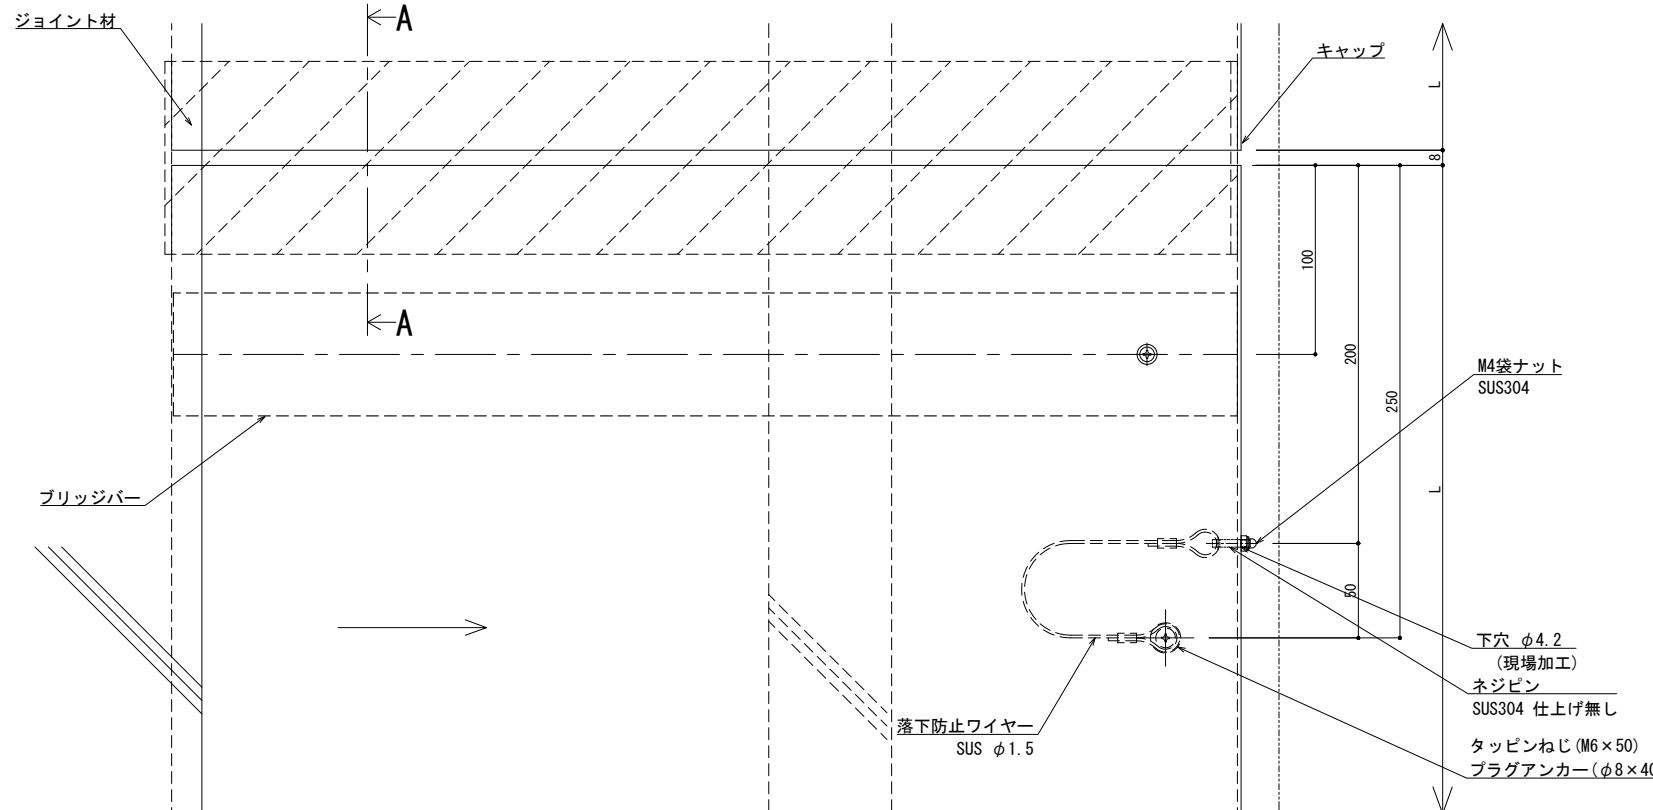 ジョイント材
A
キャップ
L
8
100
A
200
250
M4袋ナット
SUS304
ブリッジバー
L
50
下穴 φ4.2
(現場加工)
ネジピン
SUS304 仕上げ無し
落下防止ワイヤー
SUS φ1.5
タッピンねじ(M6×50)
プラグアンカー(φ8×40